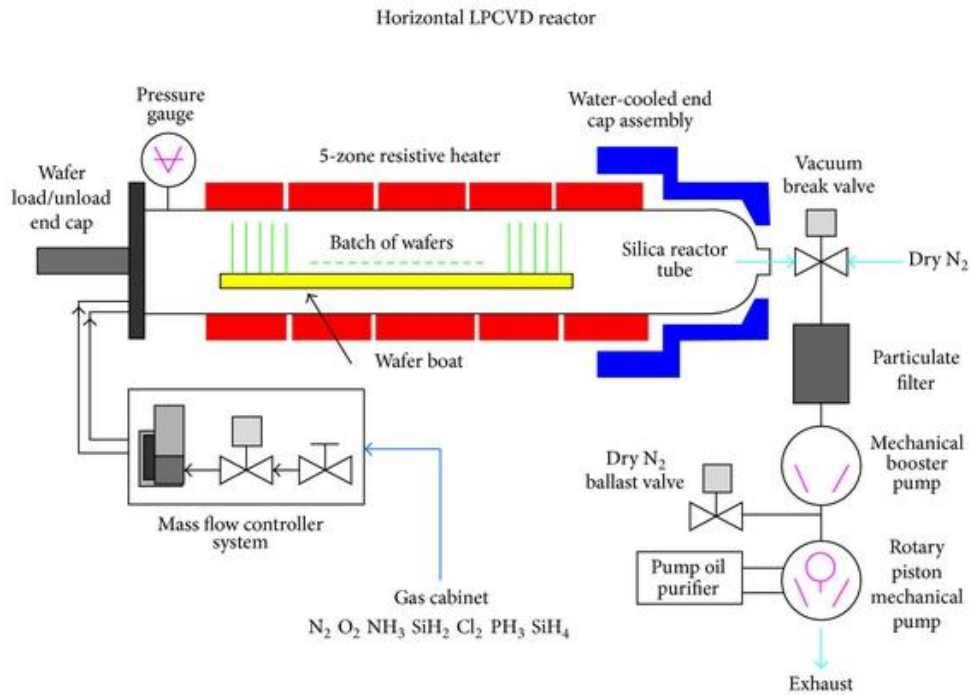 Horizontal LPCVD reactor
Pressure
gauge
Water-cooled end
cap assembly
5-zone resistive heater
Vacuum
break valve
Wafer
load/unload
end cap
Batch of wafers
Silica reactor
tube
Dry N₂
Wafer boat
Particulate
filter
Mechanical
booster
pump
Dry N₂
ballast valve
Mass flow controller
system
Pump oil
purifier
Rotary
piston
mechanical
pump
Gas cabinet
N₂ O₂ NH₃ SiH₂ Cl₂ PH₃ SiH₄
Exhaust